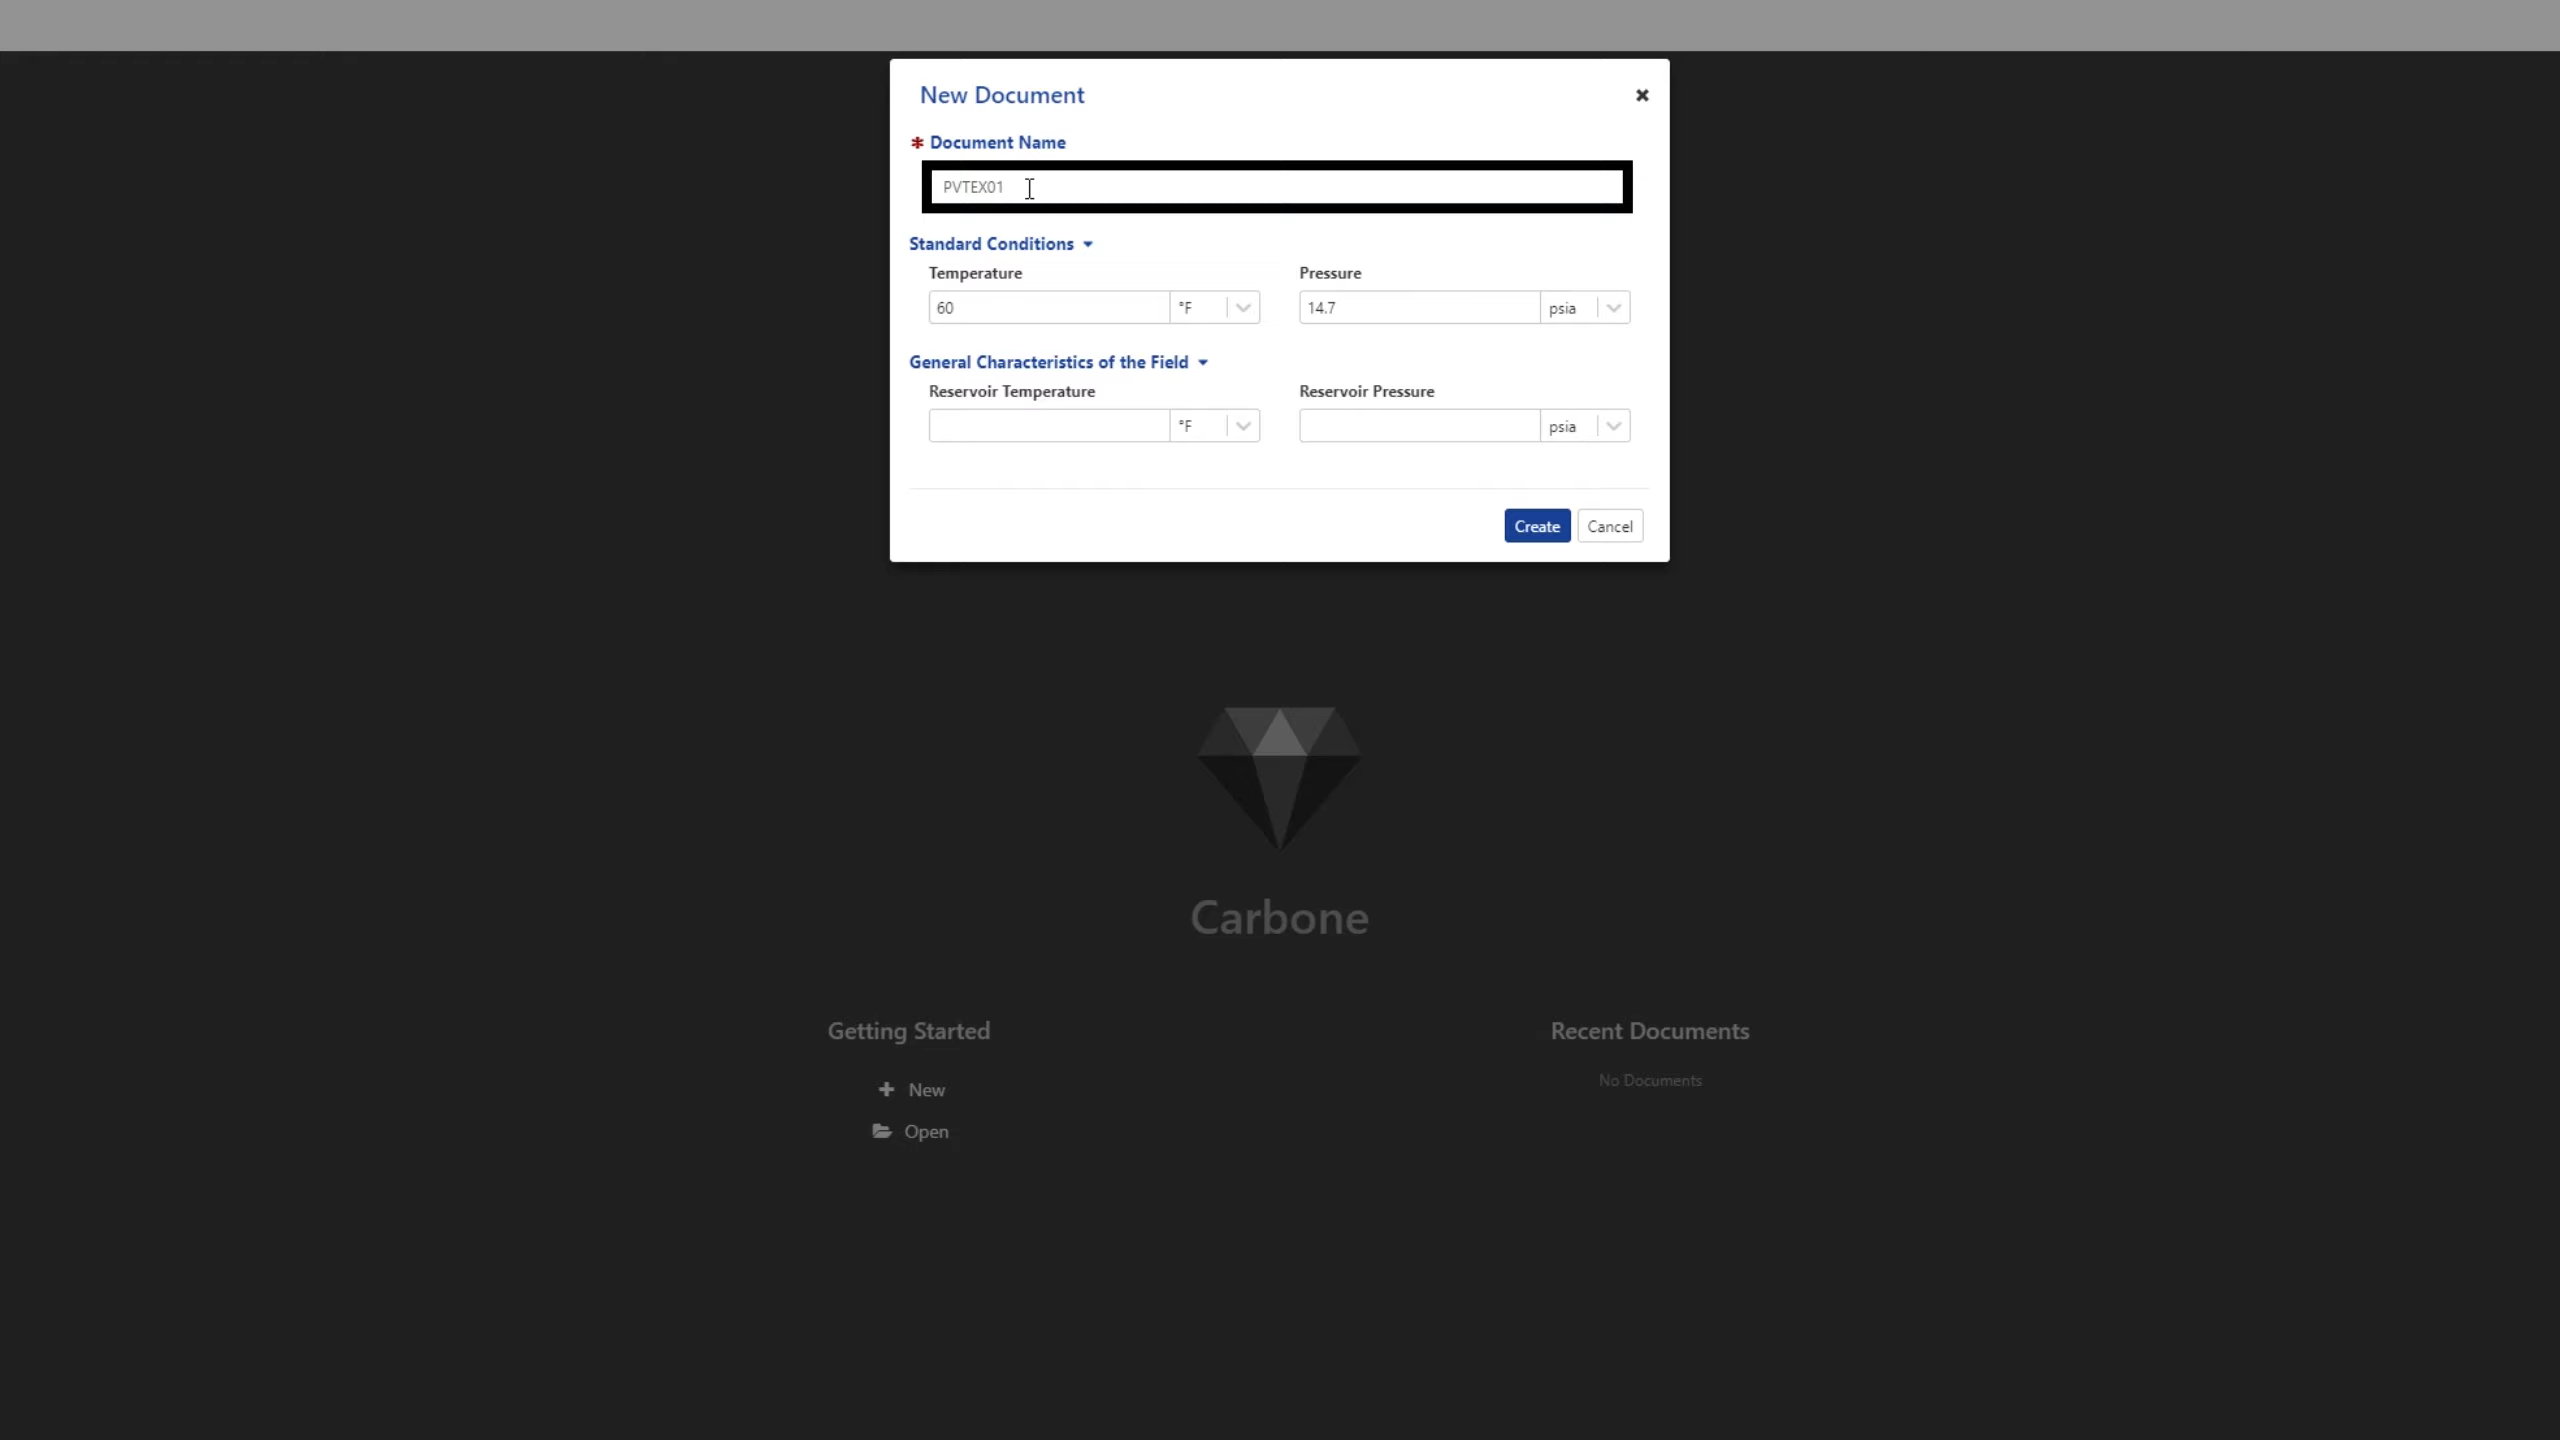 New Document
* Document Name
PVTEX01
Standard Conditions
Temperature Pressure
60 °F 14.7 psia
General Characteristics of the Field
Reservoir Temperature Reservoir Pressure
°F psia
Create Cancel
Carbone
Getting Started Recent Documents
New No Documents
Open